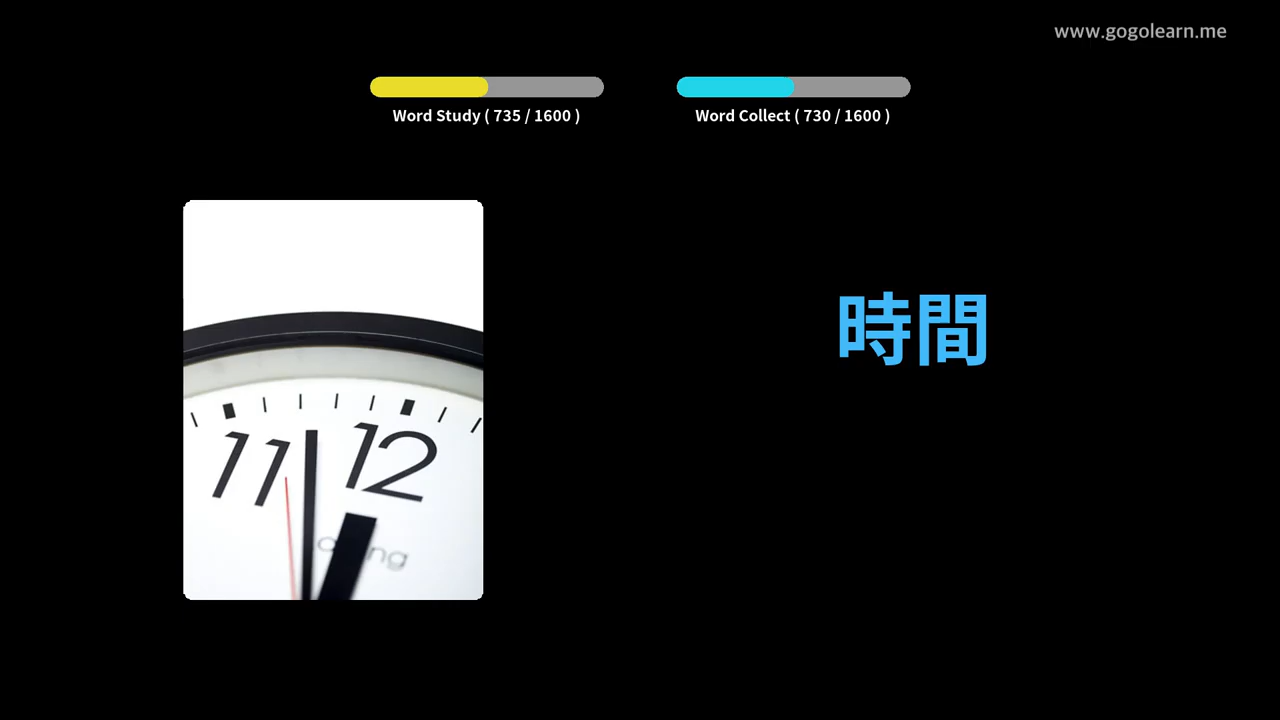 www.gogolearn.me
Word Study ( 735 / 1600 )
Word Collect ( 730 / 1600 )
時間
11
12